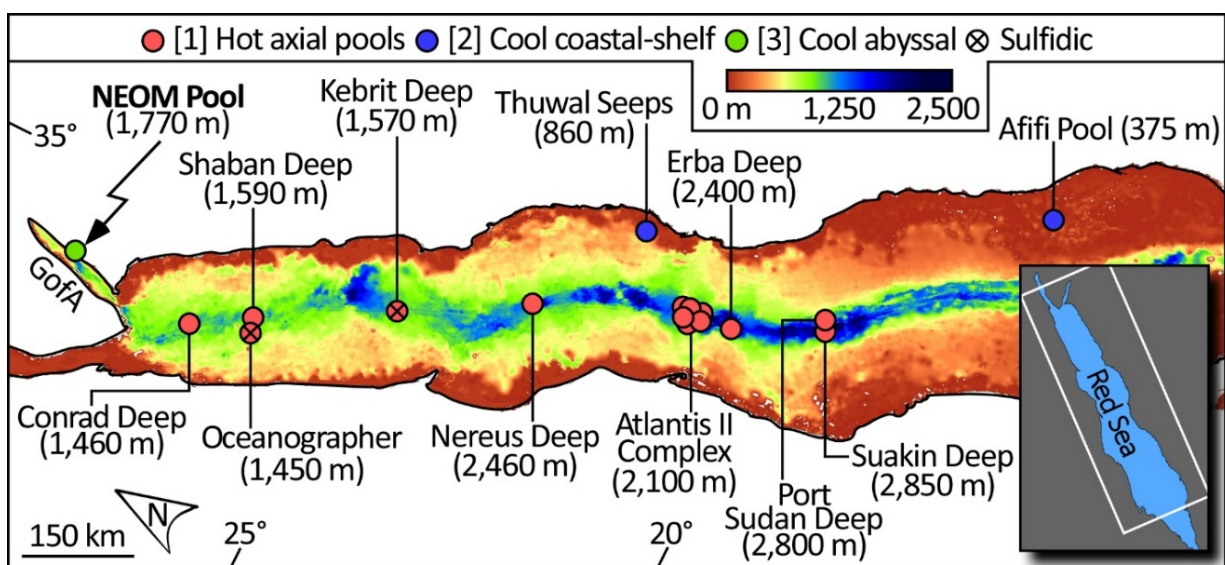 [1] Hot axial pools [2] Cool coastal-shelf [3] Cool abyssal Sulfidic
0 m 1,250 2,500
35°
NEOM Pool
(1,770 m)
Kebrit Deep
(1,570 m)
Thuwal Seeps
(860 m)
Afifi Pool (375 m)
Shaban Deep
(1,590 m)
Erba Deep
(2,400 m)
GofA
Conrad Deep
(1,460 m)
Oceanographer
(1,450 m)
Nereus Deep
(2,460 m)
Atlantis II
Complex
(2,100 m)
Port
Sudan Deep
(2,800 m)
Suakin Deep
(2,850 m)
Red Sea
N
150 km
25°
20°